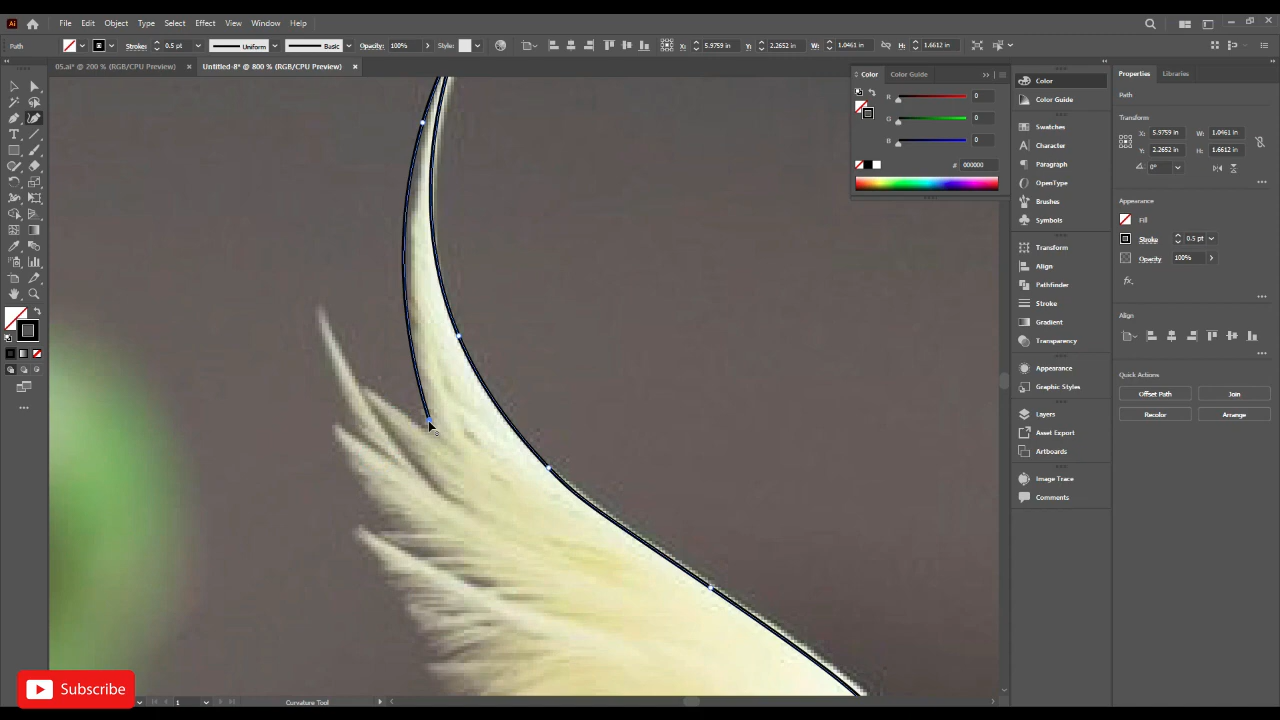 Ai File Edit Object Type Select Effect View Window Help
Path Stroke: 0.5 pt Uniform Basic Opacity: 100% Style: X: 5.9759 in Y: 2.2652 in W: 1.0461 in H: 1.6612 in
05.ai* @ 200 % (RGB/CPU Preview) × Untitled-8* @ 800 % (RGB/CPU Preview) ×
Color Color Guide
R 0
G 0
B 0
# 000000
Color
Color Guide
Swatches
Character
Paragraph
OpenType
Brushes
Symbols
Transform
Align
Pathfinder
Stroke
Gradient
Transparency
Appearance
Graphic Styles
Layers
Asset Export
Artboards
Image Trace
Comments
Properties Libraries
Path
Transform
X: 5.9759 in W: 1.0461 in
Y: 2.2652 in H: 1.6612 in
0°
Appearance
Fill
Stroke 0.5 pt
Opacity 100%
fx.
Align
Quick Actions
Offset Path Join
Recolor Arrange
Subscribe
1 Curvature Tool